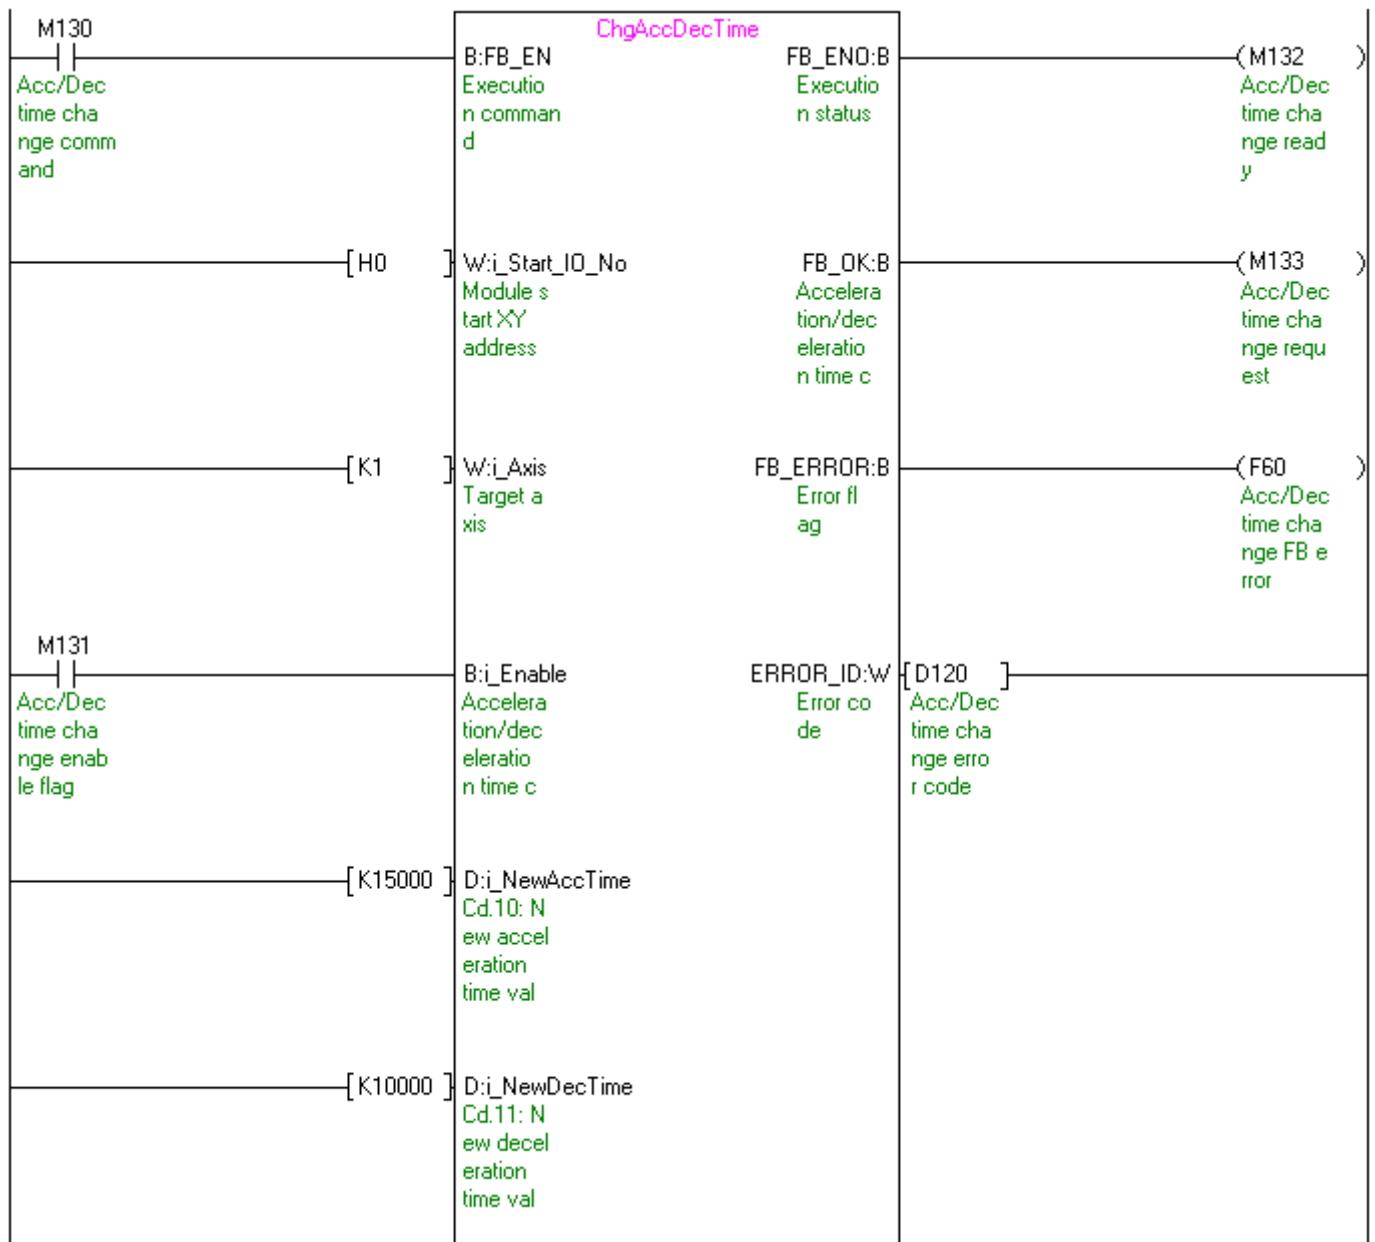 M130
ChgAccDecTime
B:FB_EN
FB_ENO:B
(M132 )
Acc/Dec
time cha
nge comm
and
Executio
n comman
d
Executio
n status
Acc/Dec
time cha
nge read
y
[H0 ]
W:i_Start_IO_No
FB_OK:B
(M133 )
Module s
tart XY
address
Accelera
tion/dec
eleratio
n time c
Acc/Dec
time cha
nge requ
est
[K1 ]
W:i_Axis
FB_ERROR:B
(F60 )
Target a
xis
Error fl
ag
Acc/Dec
time cha
nge FB e
rror
M131
B:i_Enable
ERROR_ID:W
[D120 ]
Acc/Dec
time cha
nge enab
le flag
Accelera
tion/dec
eleratio
n time c
Error co
de
Acc/Dec
time cha
nge erro
r code
[K15000 ]
D:i_NewAccTime
Cd.10: N
ew accel
eration
time val
[K10000 ]
D:i_NewDecTime
Cd.11: N
ew decel
eration
time val